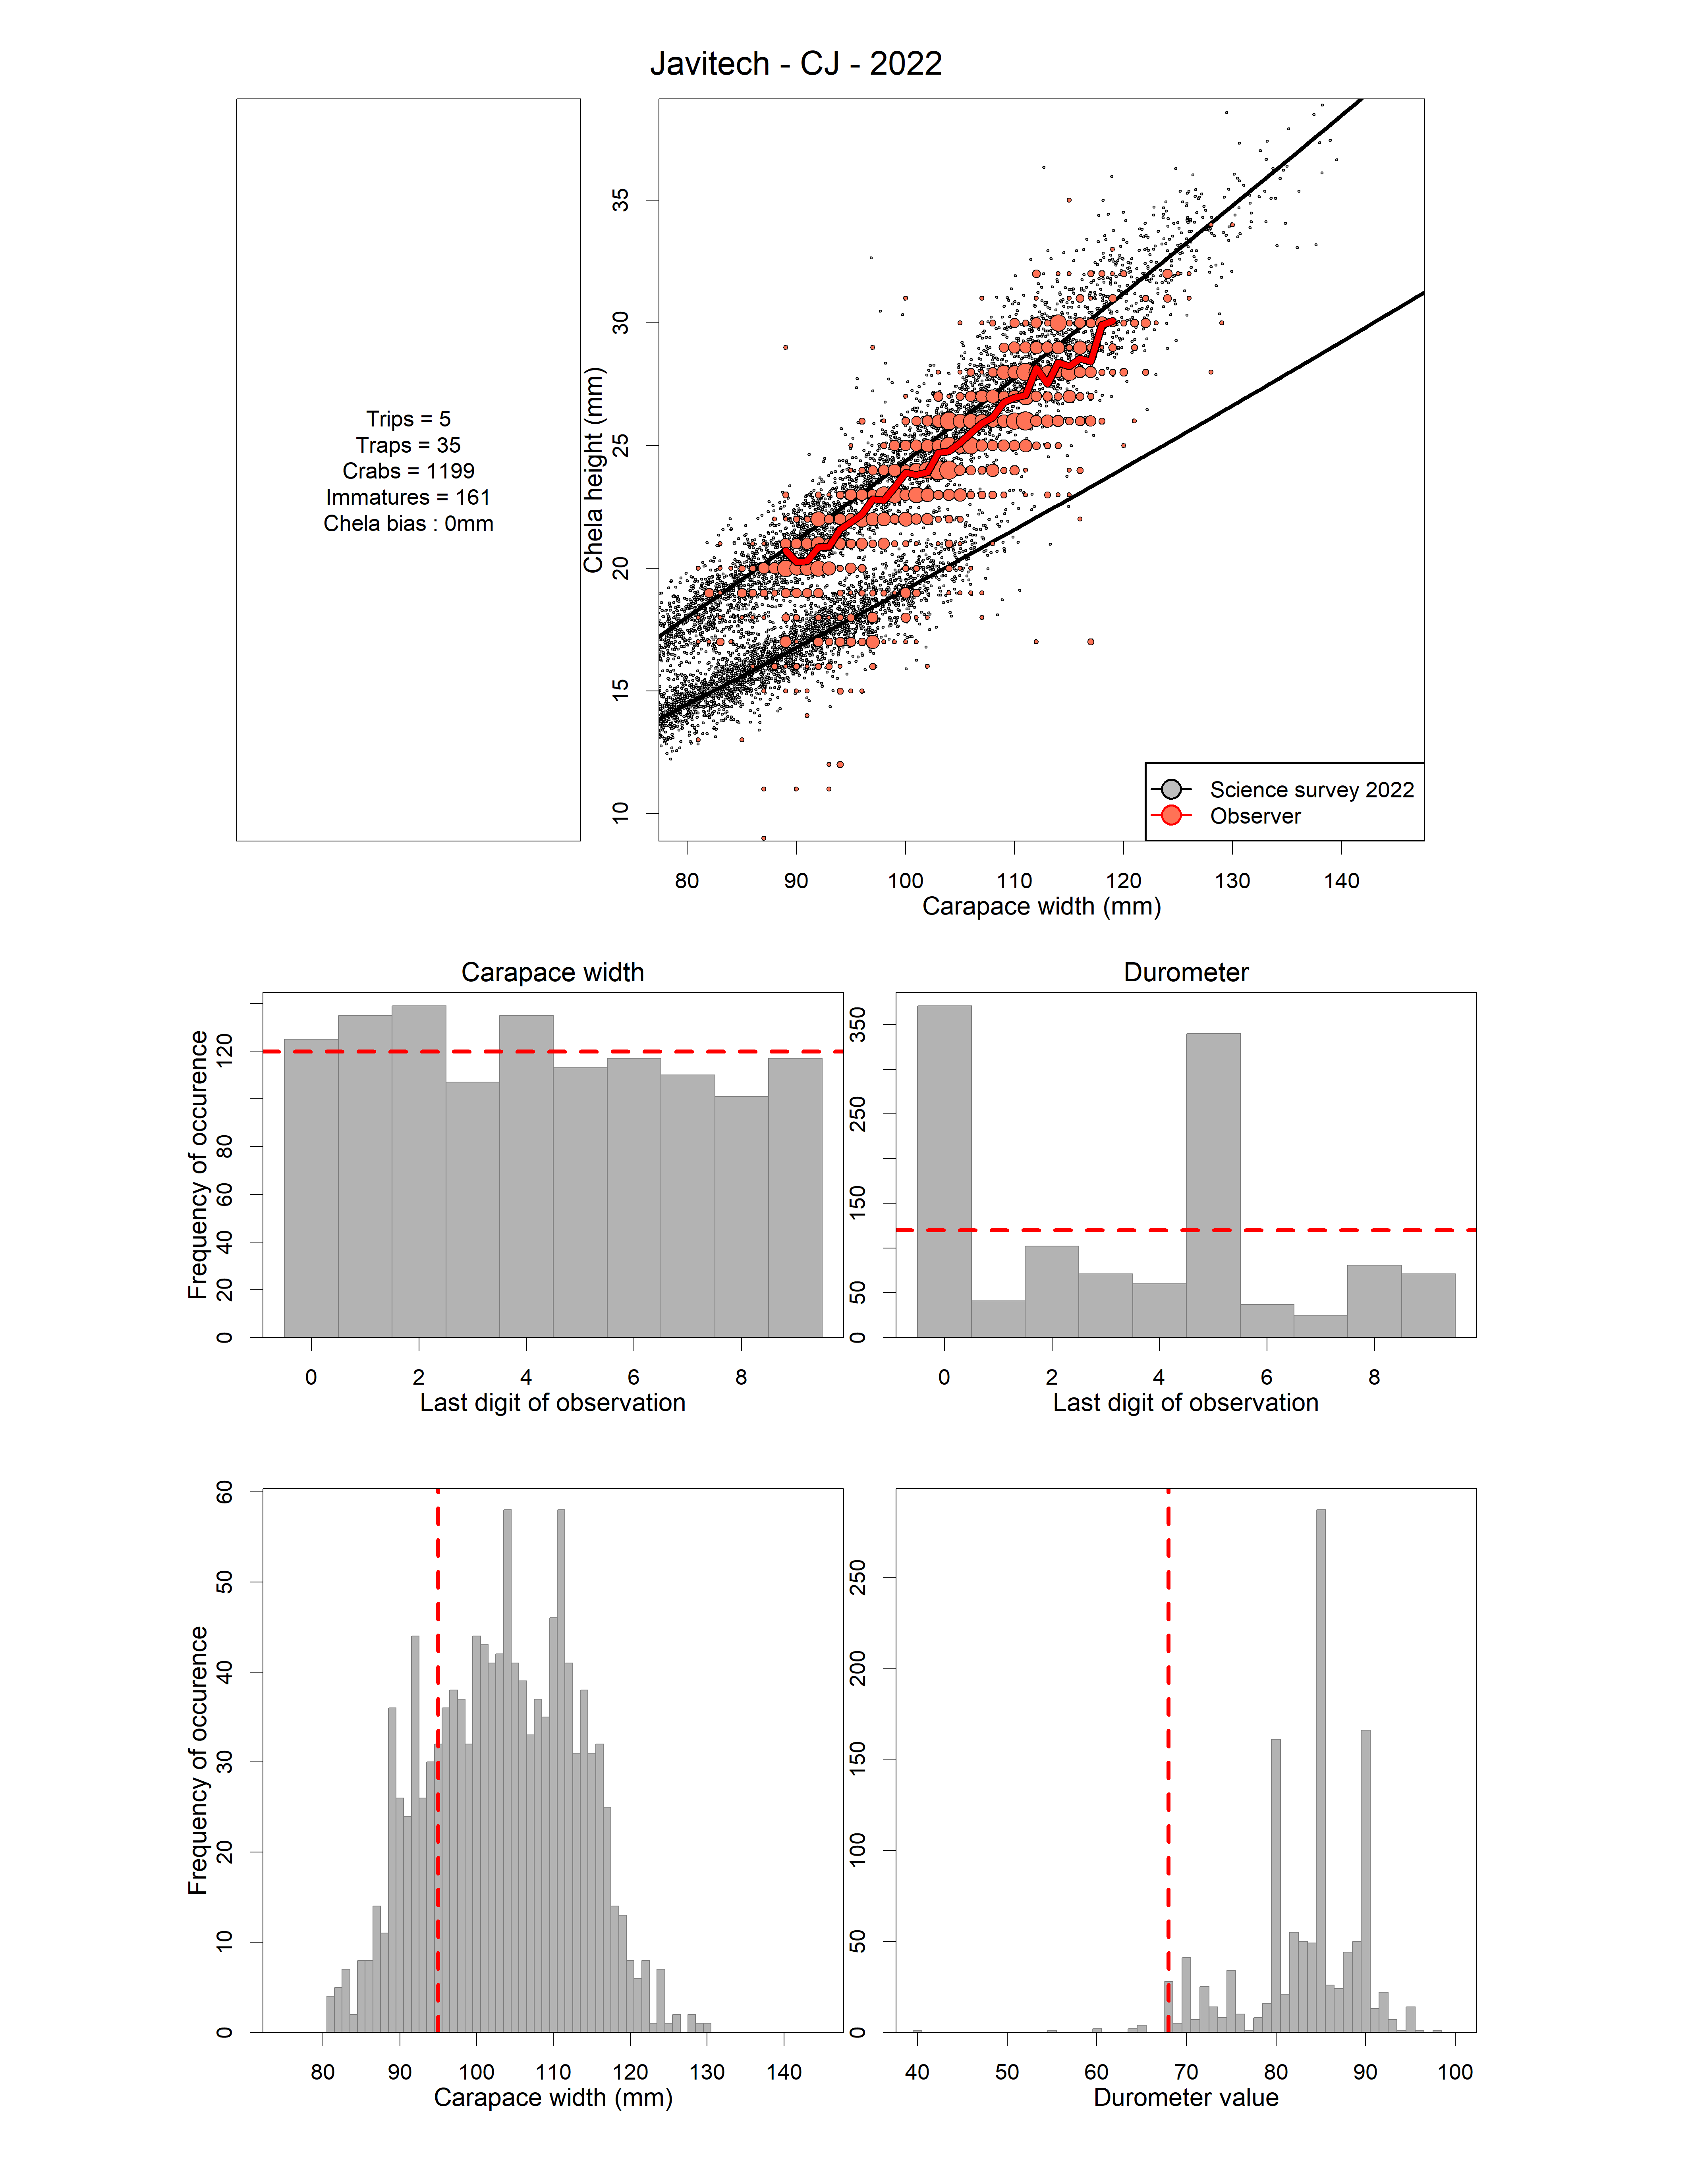 Javitech - CJ - 2022
Trips = 5
Traps = 35
Crabs = 1199
Immatures = 161
Chela bias : 0mm
Chela height (mm)
35
30
25
20
15
10
Science survey 2022
Observer
80 90 100 110 120 130 140
Carapace width (mm)
Carapace width
Frequency of occurence
120
80
60
40
20
0
0 2 4 6 8
Last digit of observation
Durometer
350
250
150
50
0
0 2 4 6 8
Last digit of observation
Frequency of occurence
60
50
40
30
20
10
0
80 90 100 110 120 130 140
Carapace width (mm)
250
200
150
100
50
0
40 50 60 70 80 90 100
Durometer value